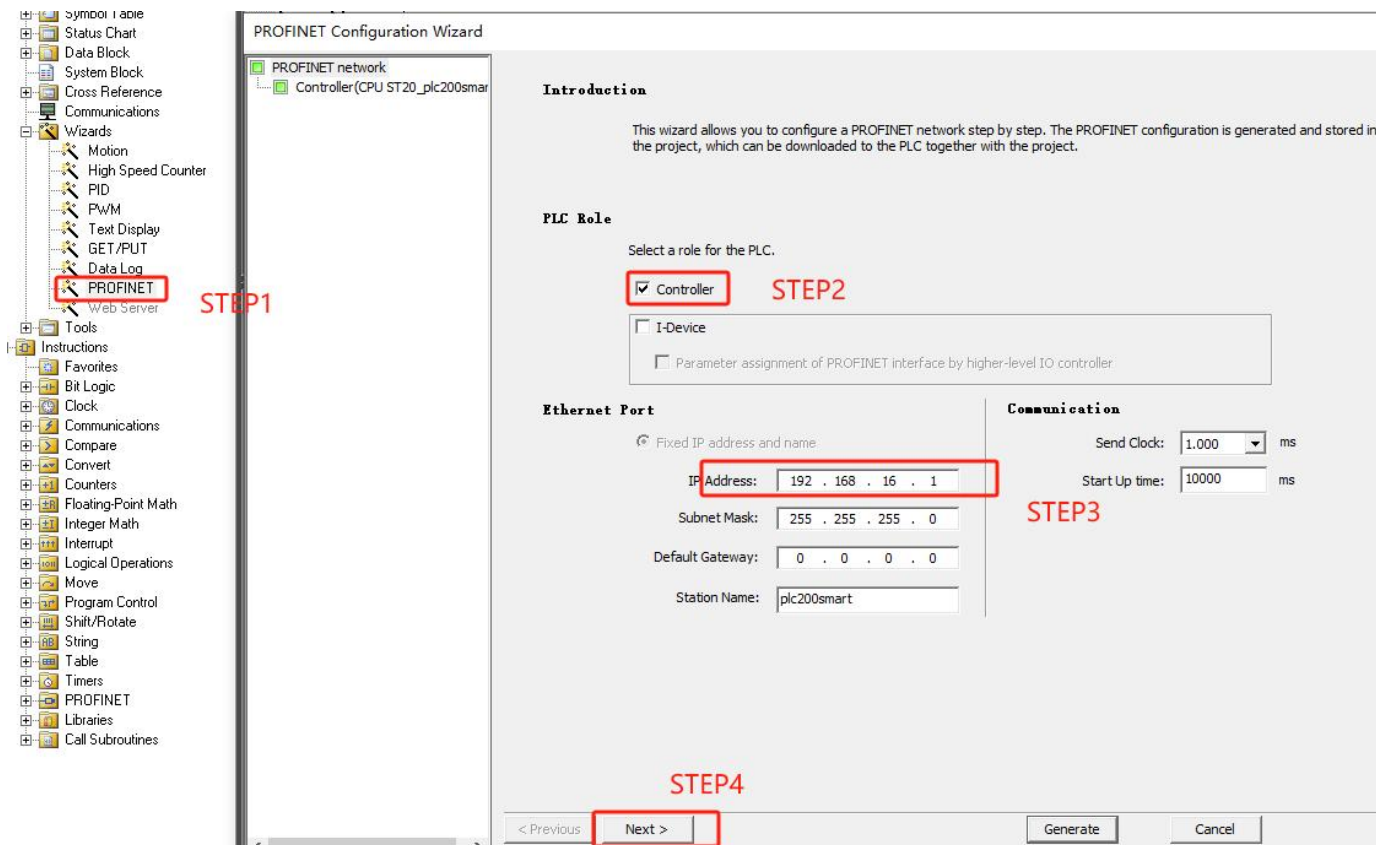 Symbol Table
Status Chart
Data Block
System Block
Cross Reference
Communications
Wizards
Motion
High Speed Counter
PID
PWM
Text Display
GET/PUT
Data Log
PROFINET
STEP1
Web Server
Tools
Instructions
Favorites
Bit Logic
Clock
Communications
Compare
Convert
Counters
Floating-Point Math
Integer Math
Interrupt
Logical Operations
Move
Program Control
Shift/Rotate
String
Table
Timers
PROFINET
Libraries
Call Subroutines
PROFINET Configuration Wizard
PROFINET network
Controller(CPU ST20_plc200smar
Introduction
This wizard allows you to configure a PROFINET network step by step. The PROFINET configuration is generated and stored in
the project, which can be downloaded to the PLC together with the project.
PLC Role
Select a role for the PLC.
Controller STEP2
I-Device
Parameter assignment of PROFINET interface by higher-level IO controller
Ethernet Port
Fixed IP address and name
IP Address: 192 . 168 . 16 . 1
Subnet Mask: 255 . 255 . 255 . 0
Default Gateway: 0 . 0 . 0 . 0
Station Name: plc200smart
Communication
Send Clock: 1.000 ms
Start Up time: 10000 ms
STEP3
STEP4
< Previous Next > Generate Cancel